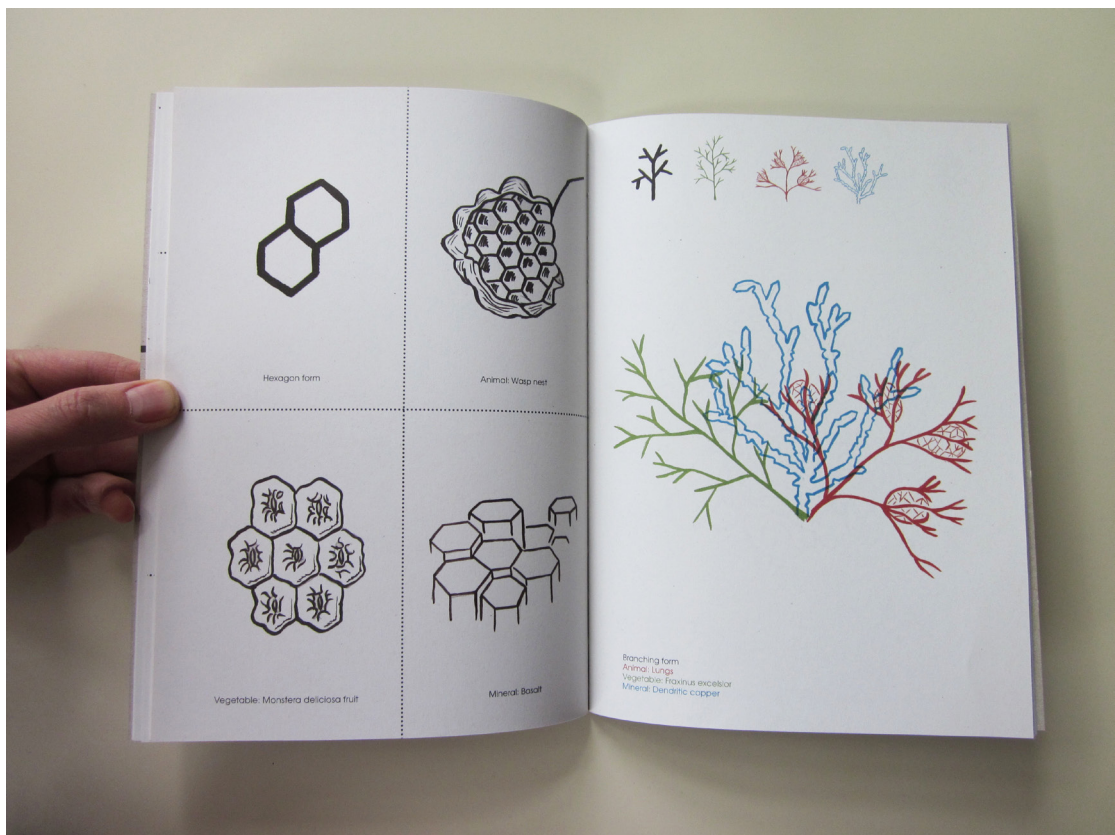 Hexagon form
Animal: Wasp nest
Vegetable: Monstera deliciosa fruit
Mineral: Basalt
Branching form
Animal: Lungs
Vegetable: Fraxinus excelsior
Mineral: Dendritic copper